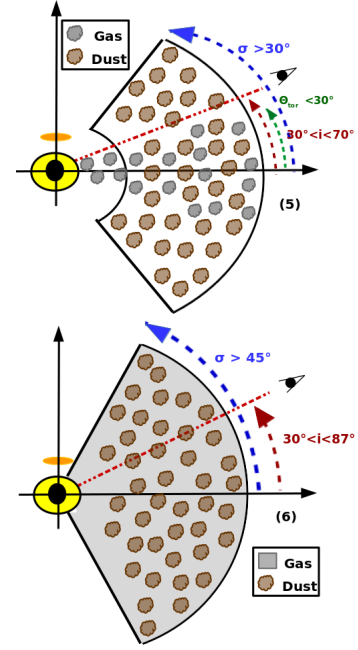 Gas
Dust
σ >30°
Θtor <30°
30°<i<70°
(5)
σ > 45°
30°<i<87°
(6)
Gas
Dust